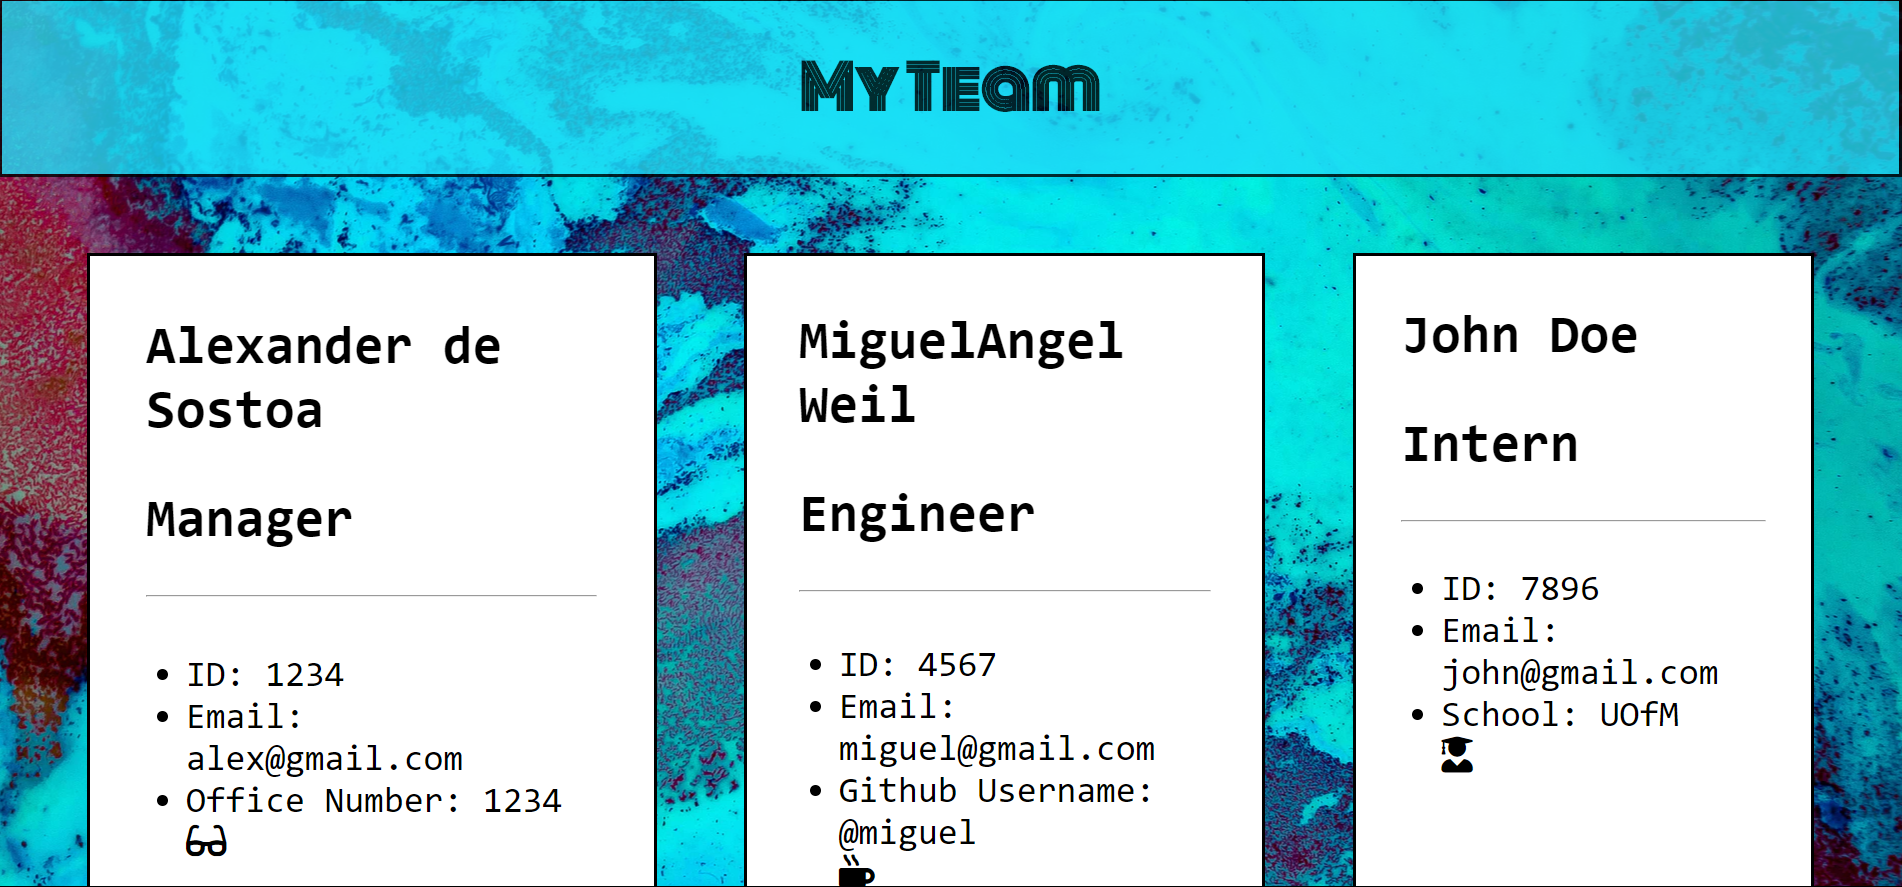 My Team
Alexander de
Sostoa
Manager
ID: 1234
Email:
alex@gmail.com
Office Number: 1234
MiguelAngel
Weil
Engineer
ID: 4567
Email:
miguel@gmail.com
Github Username:
@miguel
John Doe
Intern
ID: 7896
Email:
john@gmail.com
School: UOfM